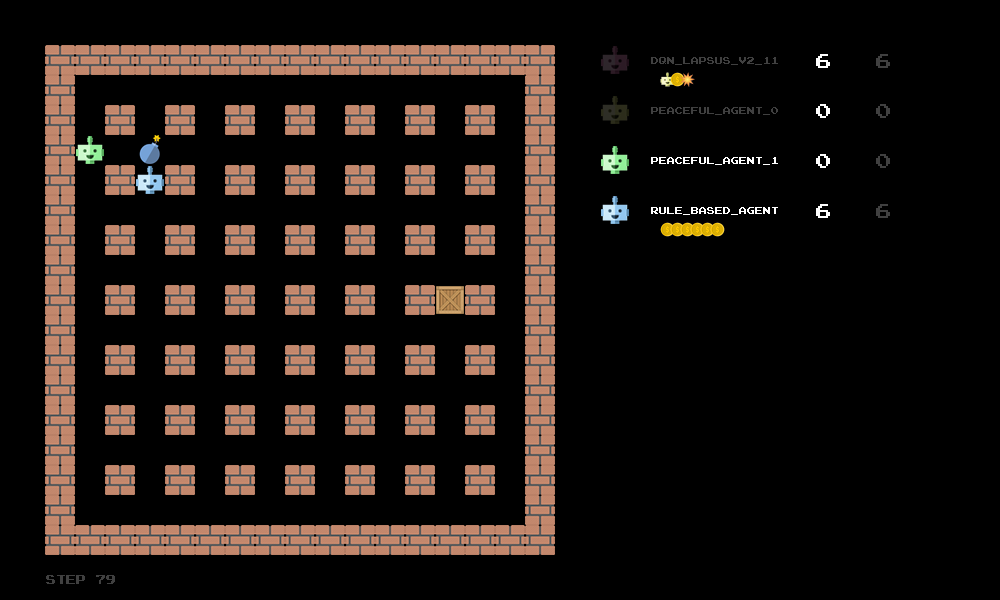 DQN_LAPSUS_V2_11 6 6
PEACEFUL_AGENT_0 0 0
PEACEFUL_AGENT_1 0 0
RULE_BASED_AGENT 6 6
STEP 79